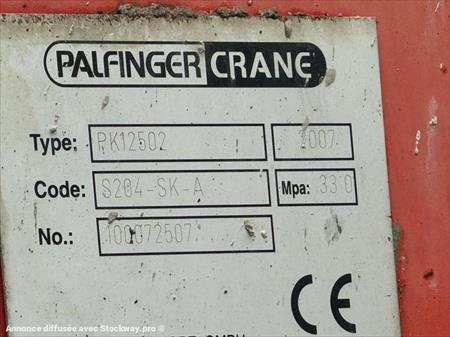 PALFINGER CRANE
Type: PK12502 2007
Code: S204-SK-A Mpa: 33.0
No.: 100072507
CE
Annonce diffusée avec Stockway.pro ®